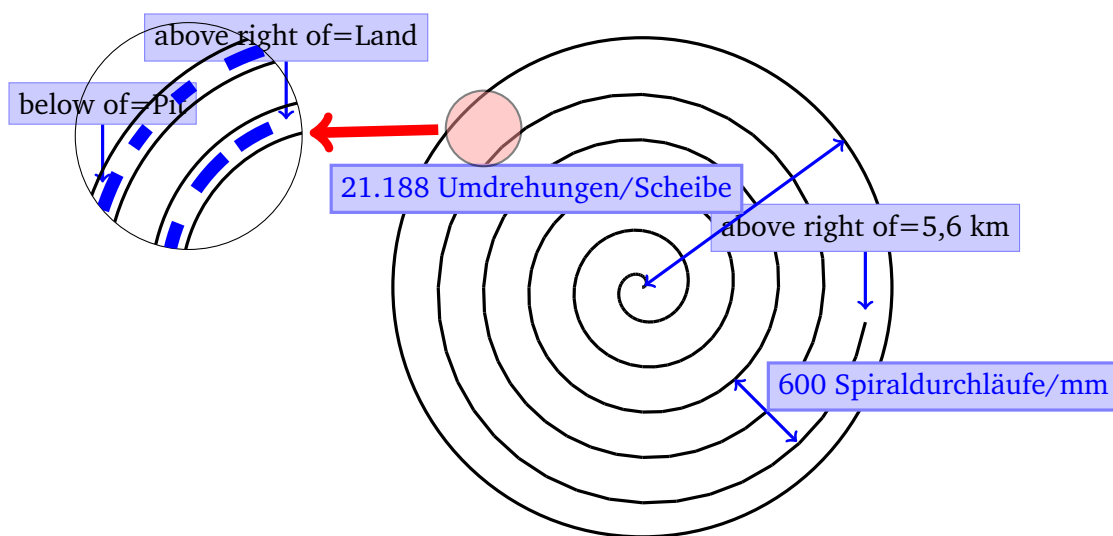 above right of=Land
below of=Pit
21.188 Umdrehungen/Scheibe
above right of=5,6 km
600 Spiraldurchläufe/mm